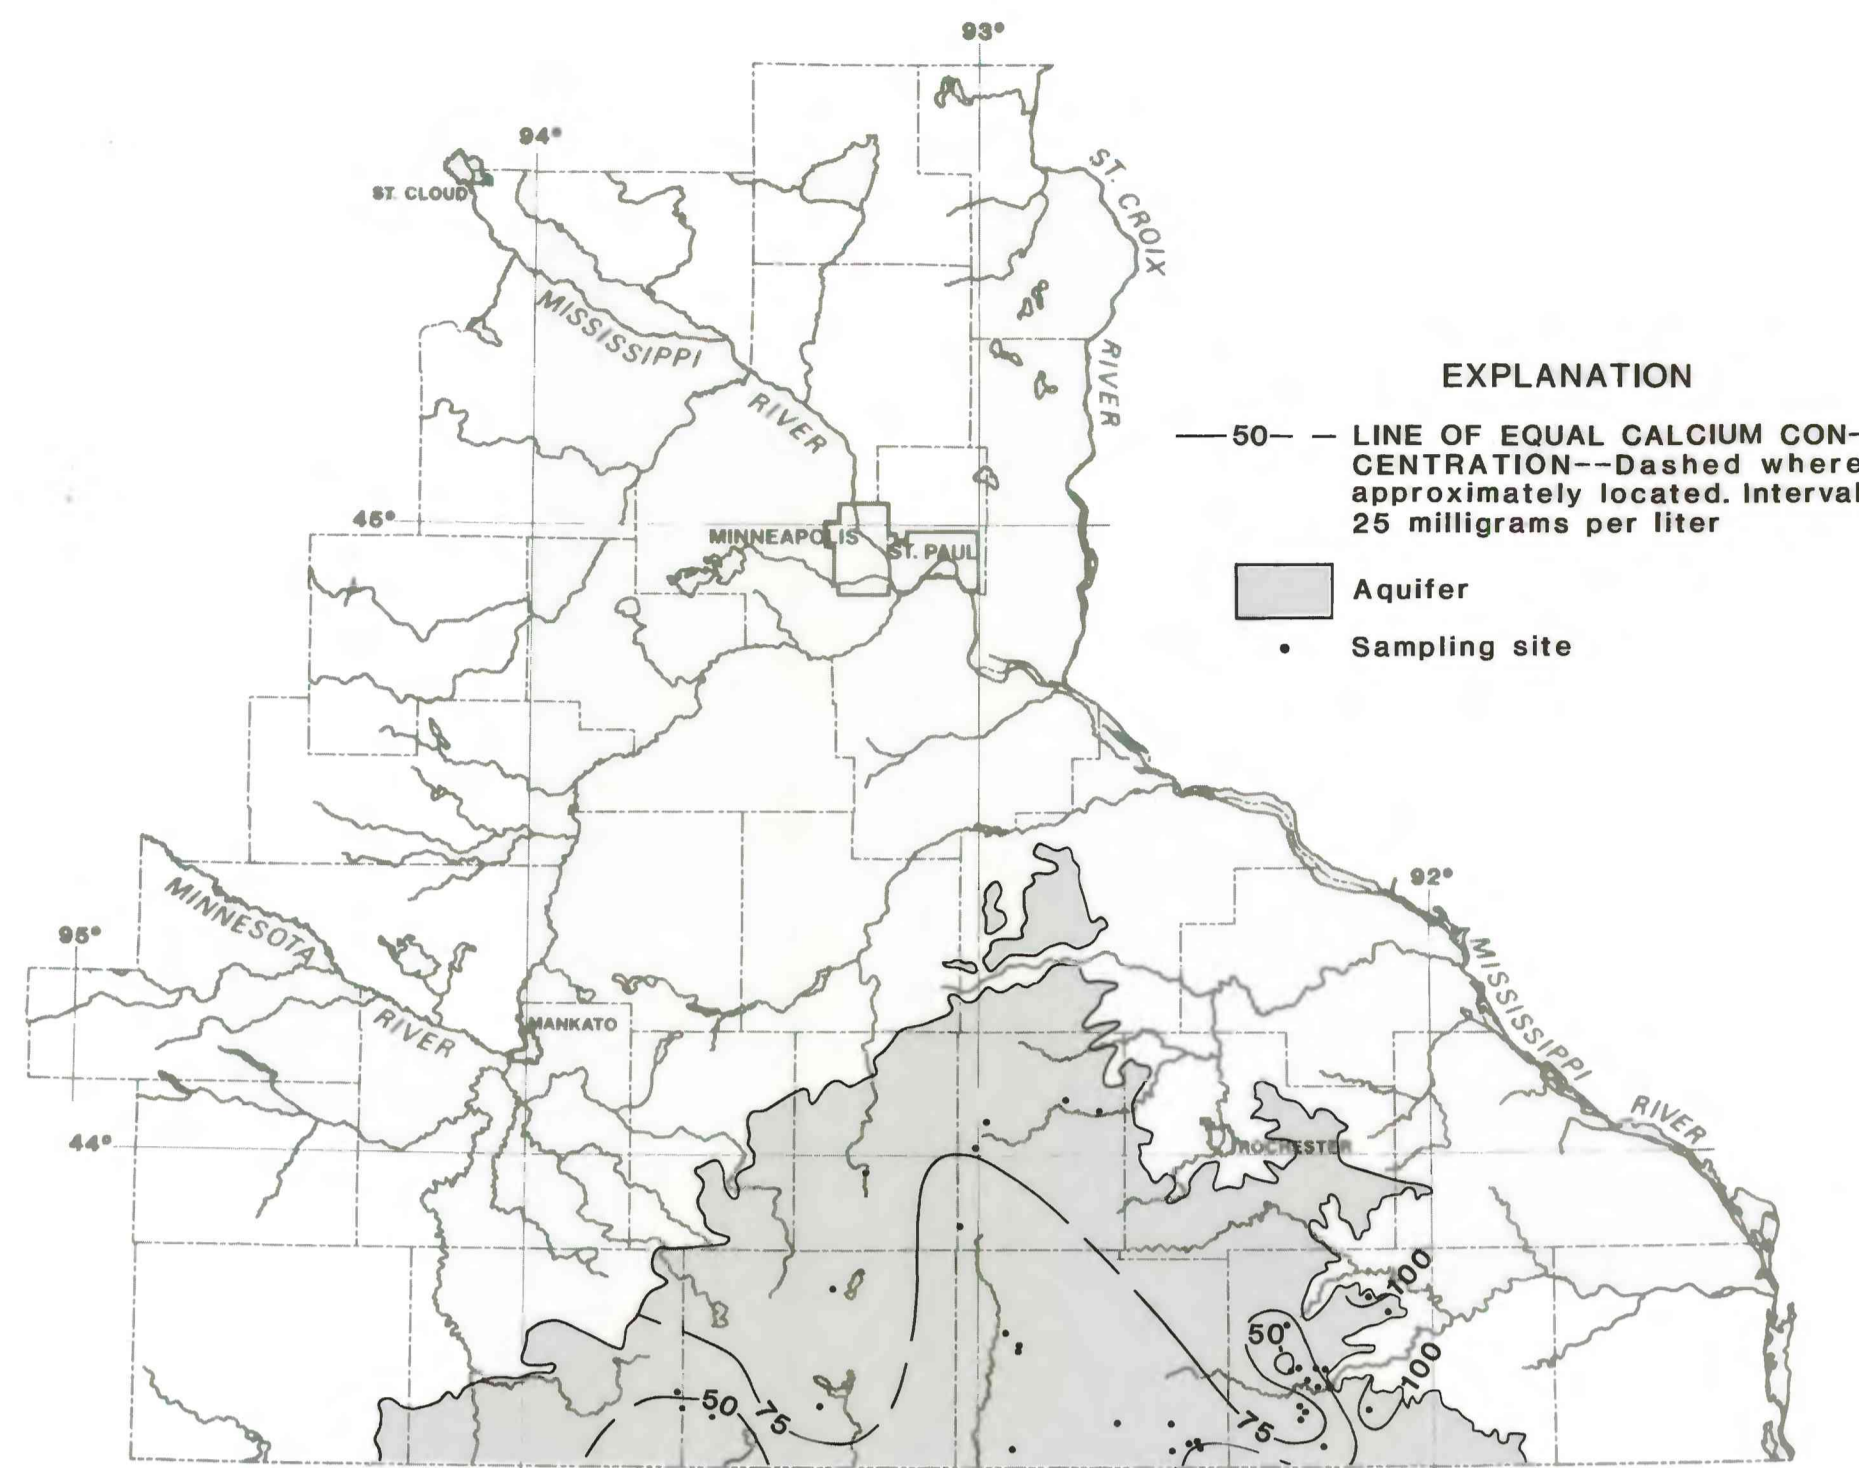 93°
94°
ST. CLOUD
ST. CROIX
RIVER
MISSISSIPPI
RIVER
EXPLANATION
50 LINE OF EQUAL CALCIUM CON-
CENTRATION--Dashed where
approximately located. Interval
25 milligrams per liter
Aquifer
Sampling site
45°
MINNEAPOLIS
ST. PAUL
92°
MINNESOTA
RIVER
95°
MANKATO
MISSISSIPPI
RIVER
44°
ROCHESTER
100
50
100
50
75
75